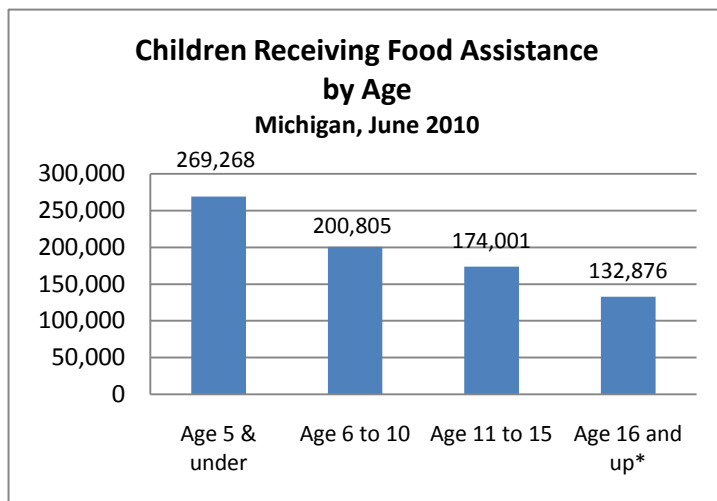 Children Receiving Food Assistance
by Age
Michigan, June 2010
269,268
300,000
250,000
200,805
200,000
174,001
150,000
132,876
100,000
50,000
0
Age 5 &
under
Age 6 to 10
Age 11 to 15
Age 16 and
up*